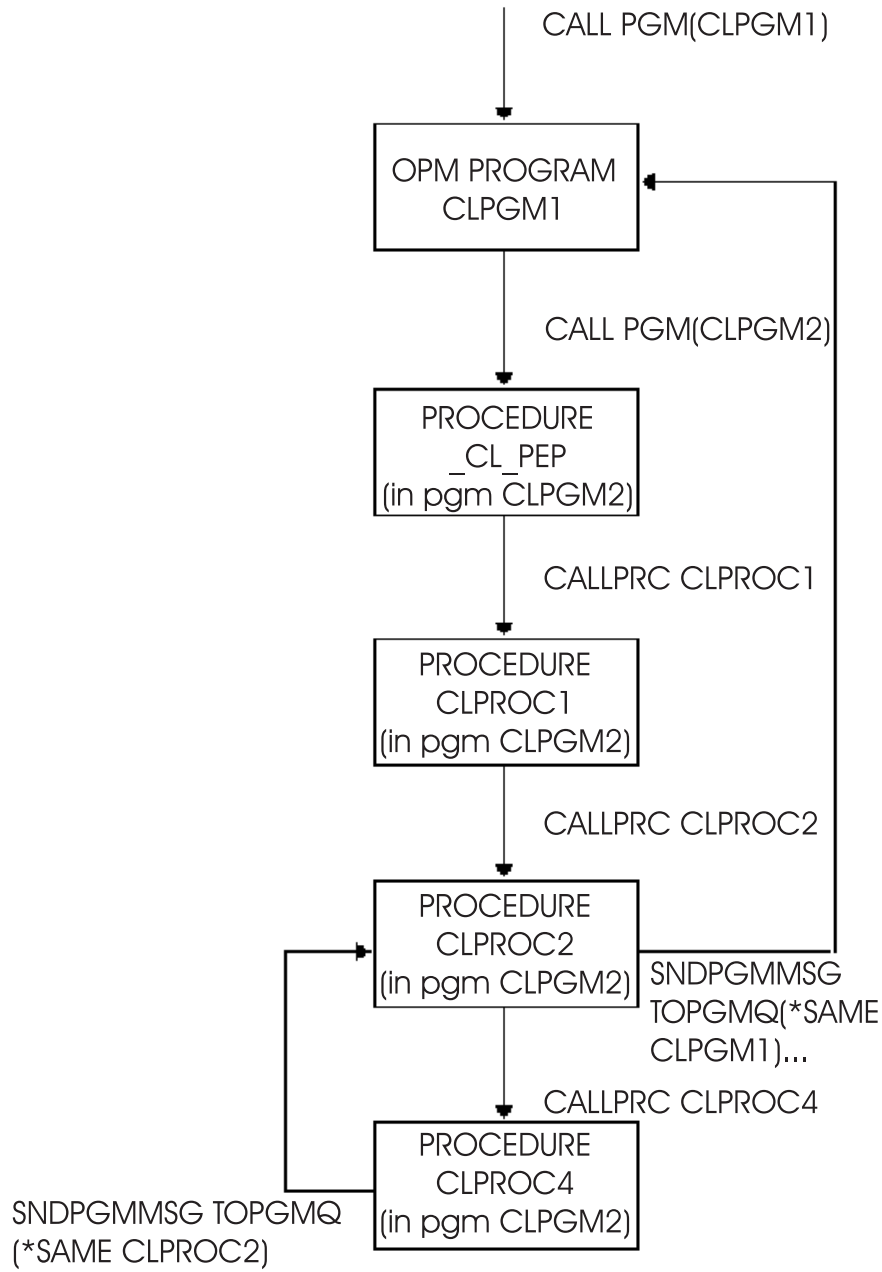 CALL PGM(CLPGM1)
OPM PROGRAM
CLPGM1
CALL PGM(CLPGM2)
PROCEDURE
_CL_PEP
(in pgm CLPGM2)
CALLPRC CLPROC1
PROCEDURE
CLPROC1
(in pgm CLPGM2)
CALLPRC CLPROC2
PROCEDURE
CLPROC2
(in pgm CLPGM2)
SNDPGMMSG
TOPGMQ(*SAME
CLPGM1)...
CALLPRC CLPROC4
PROCEDURE
CLPROC4
(in pgm CLPGM2)
SNDPGMMSG TOPGMQ
(*SAME CLPROC2)